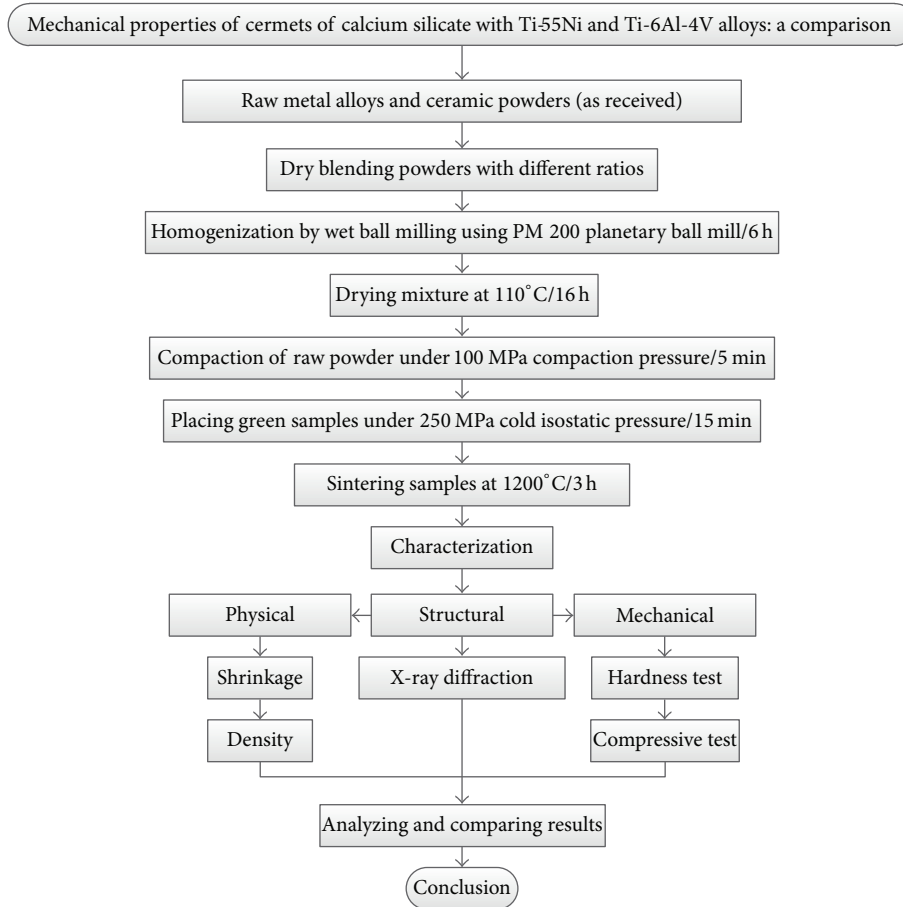 Mechanical properties of cermets of calcium silicate with Ti-55Ni and Ti-6Al-4V alloys: a comparison
Raw metal alloys and ceramic powders (as received)
Dry blending powders with different ratios
Homogenization by wet ball milling using PM 200 planetary ball mill/6 h
Drying mixture at 110°C/16 h
Compaction of raw powder under 100 MPa compaction pressure/5 min
Placing green samples under 250 MPa cold isostatic pressure/15 min
Sintering samples at 1200°C/3 h
Characterization
Physical
Structural
Mechanical
Shrinkage
X-ray diffraction
Hardness test
Density
Compressive test
Analyzing and comparing results
Conclusion